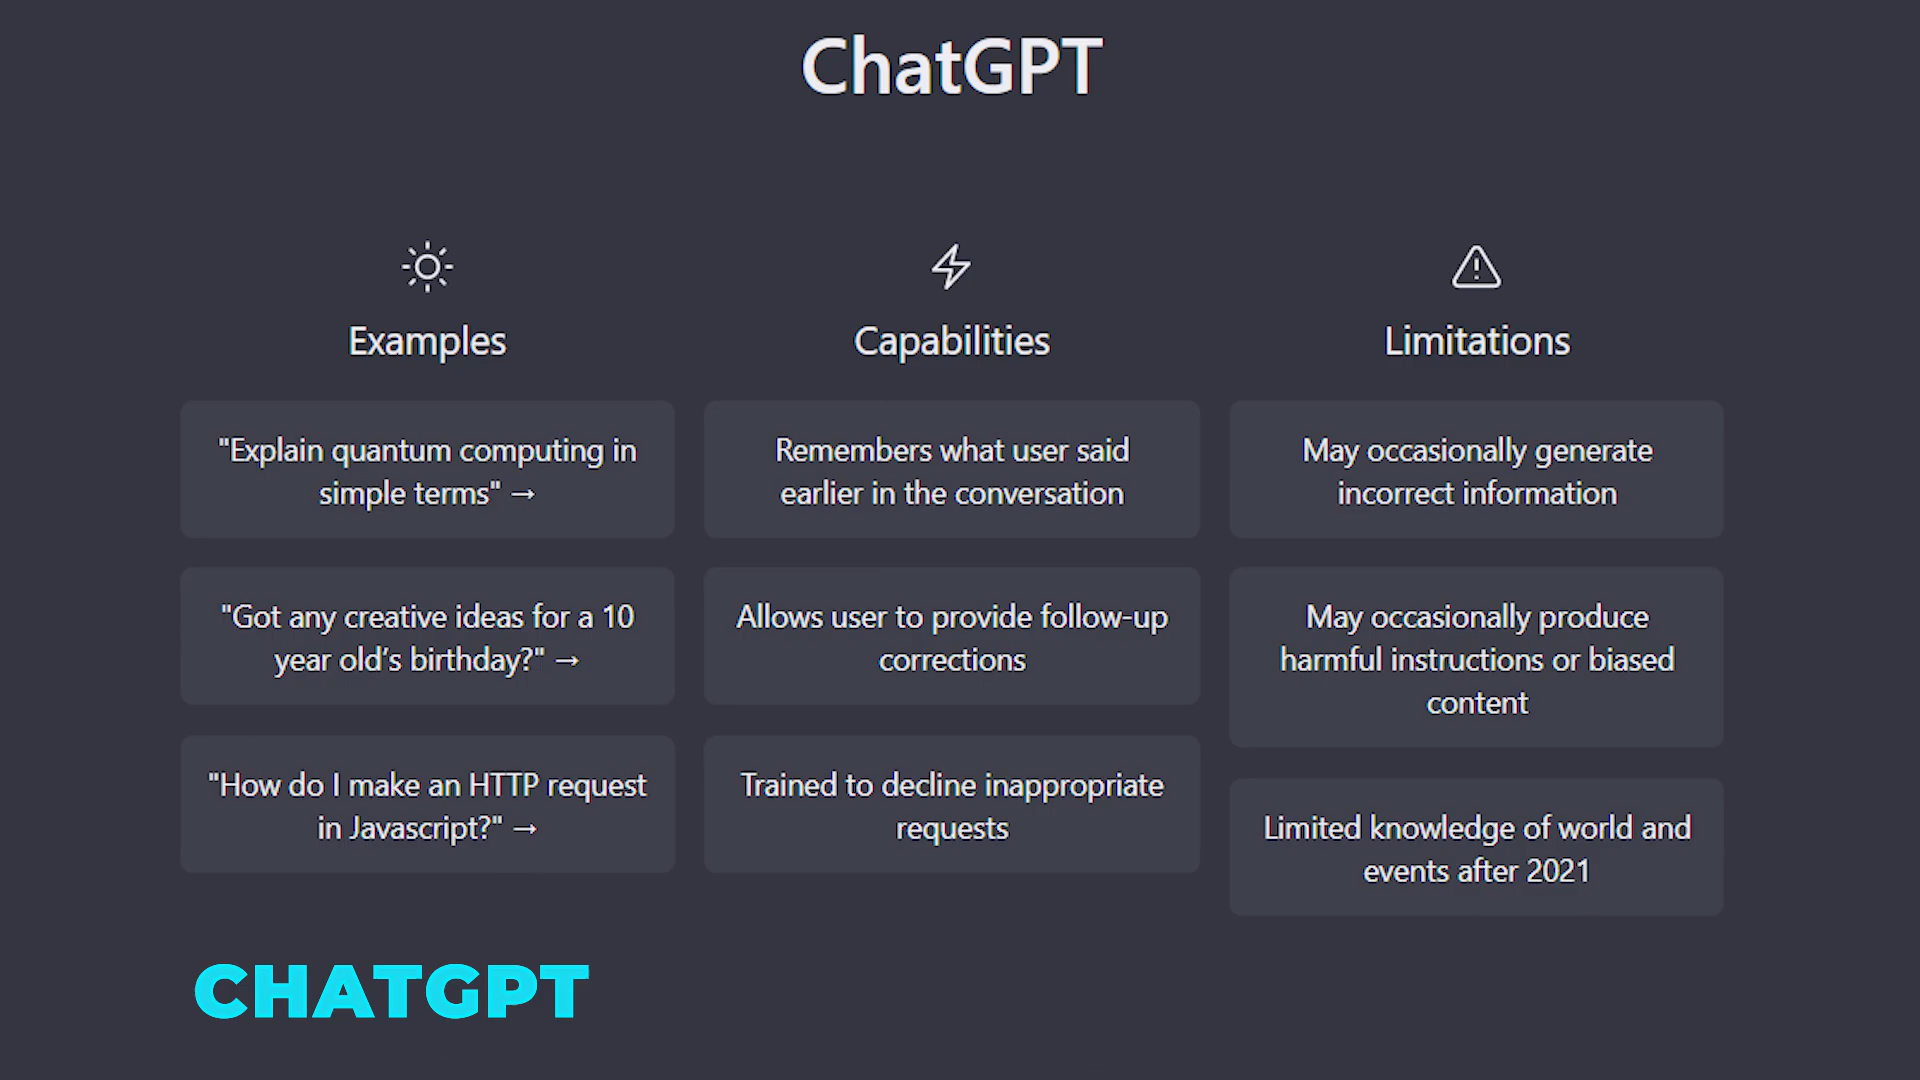 ChatGPT
Examples
"Explain quantum computing in
simple terms" →
"Got any creative ideas for a 10
year old’s birthday?" →
"How do I make an HTTP request
in Javascript?" →
Capabilities
Remembers what user said
earlier in the conversation
Allows user to provide follow-up
corrections
Trained to decline inappropriate
requests
Limitations
May occasionally generate
incorrect information
May occasionally produce
harmful instructions or biased
content
Limited knowledge of world and
events after 2021
CHATGPT